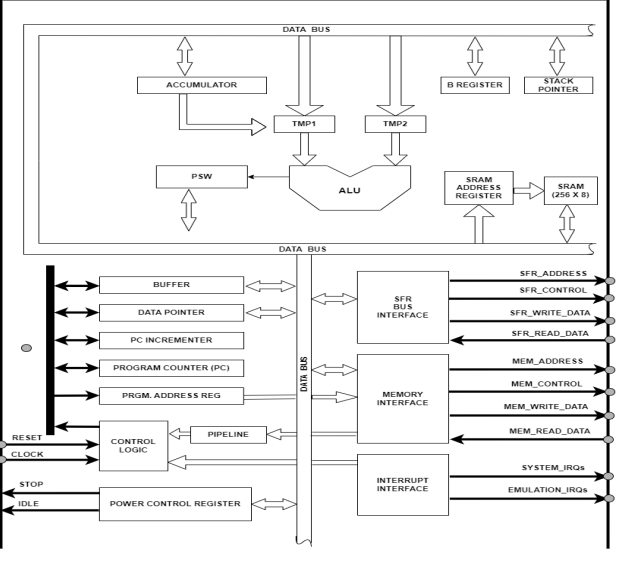 DATA BUS
ACCUMULATOR
B REGISTER
STACK
POINTER
TMP1
TMP2
PSW
ALU
SRAM
ADDRESS
REGISTER
SRAM
(256 X 8)
DATA BUS
BUFFER
DATA POINTER
PC INCREMENTER
PROGRAM COUNTER (PC)
PRGM. ADDRESS REG
DATA BUS
SFR
BUS
INTERFACE
SFR_ADDRESS
SFR_CONTROL
SFR_WRITE_DATA
SFR_READ_DATA
MEMORY
INTERFACE
MEM_ADDRESS
MEM_CONTROL
MEM_WRITE_DATA
MEM_READ_DATA
RESET
CLOCK
CONTROL
LOGIC
PIPELINE
INTERRUPT
INTERFACE
SYSTEM_IRQs
EMULATION_IRQs
STOP
IDLE
POWER CONTROL REGISTER